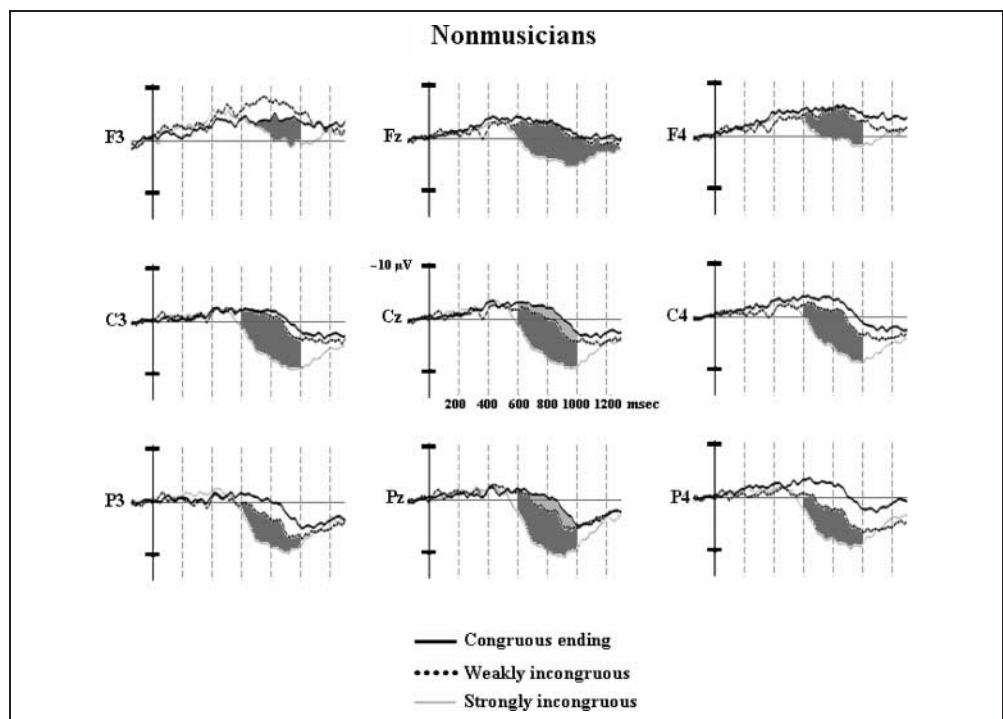 Nonmusicians
F3
Fz
F4
−10 μV
C3
Cz
C4
200 400 600 800 1000 1200 msec
P3
Pz
P4
Congruous ending
Weakly incongruous
Strongly incongruous